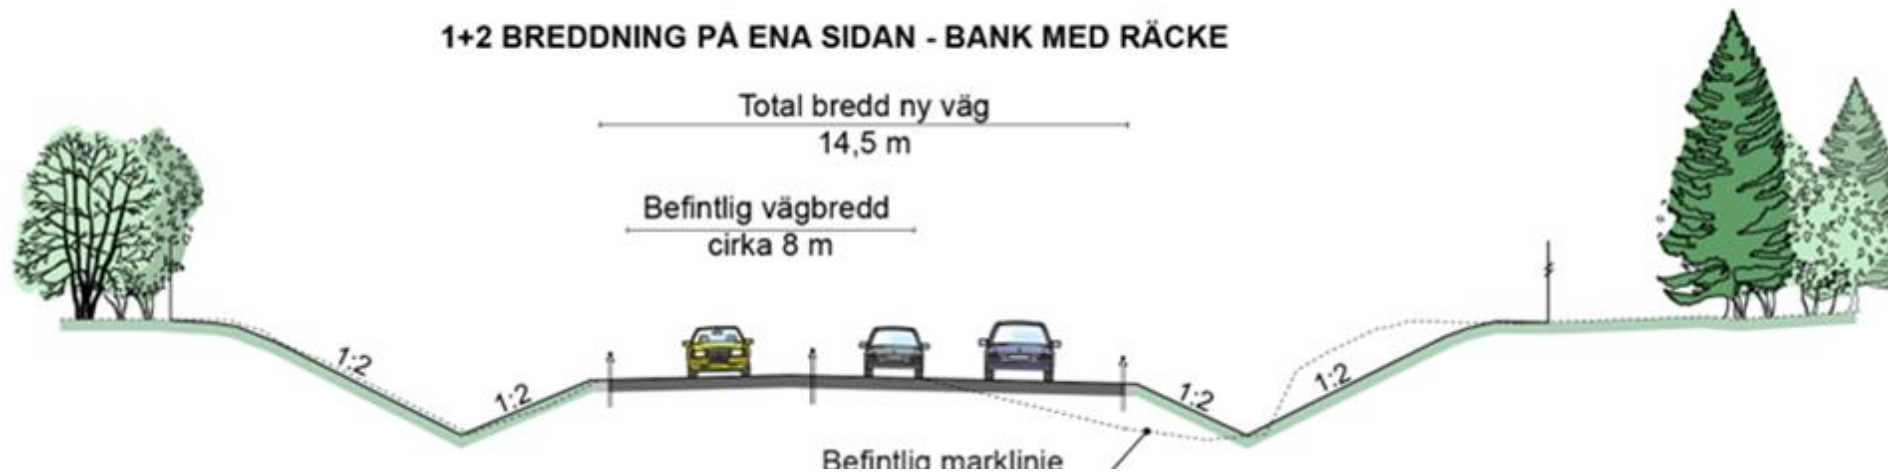 1+2 BREDDNING PÅ ENA SIDAN - BANK MED RÄCKE
Total bredd ny väg
14,5 m
Befintlig vägbredd
cirka 8 m
1:2
1:2
1:2
1:2
Befintlig marklinje